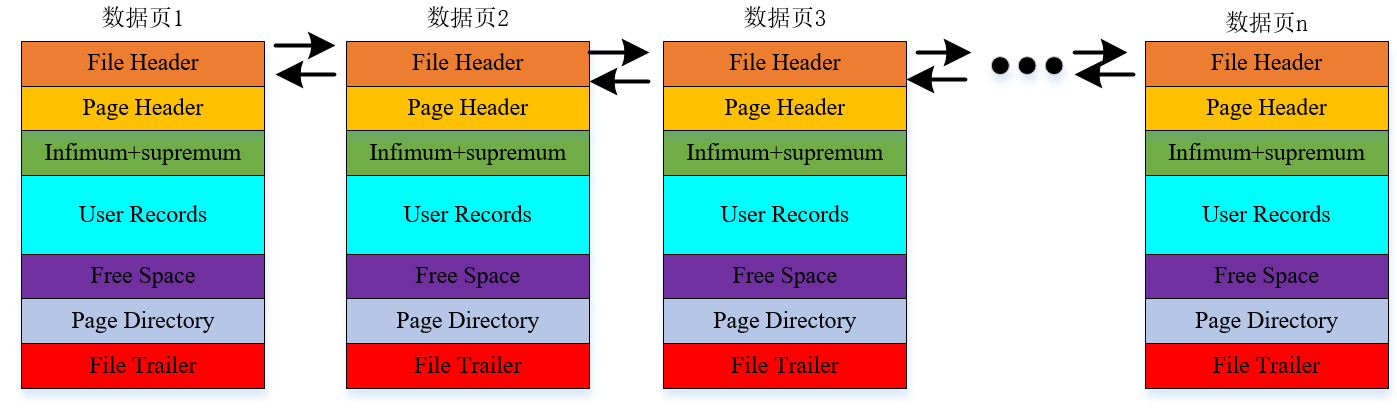 数据页1
File Header
Page Header
Infimum+supremum
User Records
Free Space
Page Directory
File Trailer
数据页2
File Header
Page Header
Infimum+supremum
User Records
Free Space
Page Directory
File Trailer
数据页3
File Header
Page Header
Infimum+supremum
User Records
Free Space
Page Directory
File Trailer
数据页n
File Header
Page Header
Infimum+supremum
User Records
Free Space
Page Directory
File Trailer